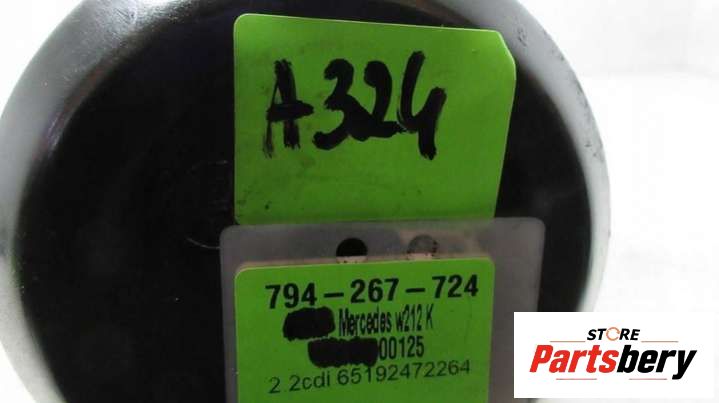 A324
794-267-724
Mercedes w212 K
00125
2.2cdi 65192472264
STORE
Partsbery